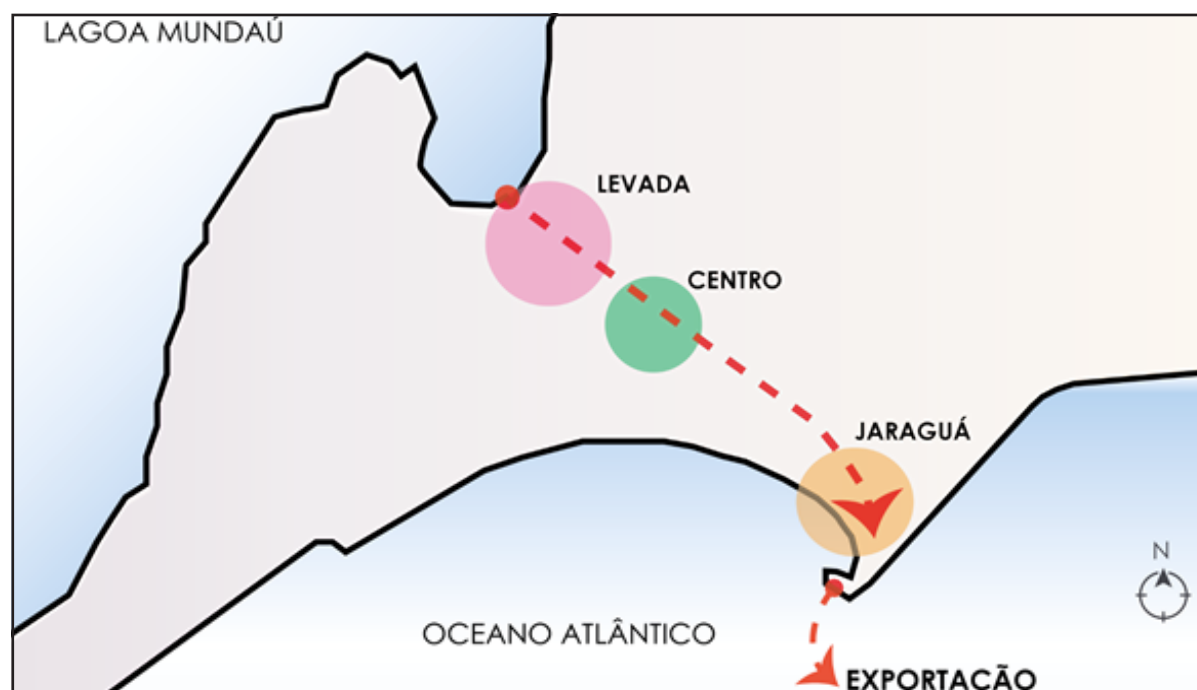 LAGOA MUNDAÚ
LEVADA
CENTRO
JARAGUÁ
N
OCEANO ATLÂNTICO
EXPORTAÇÃO